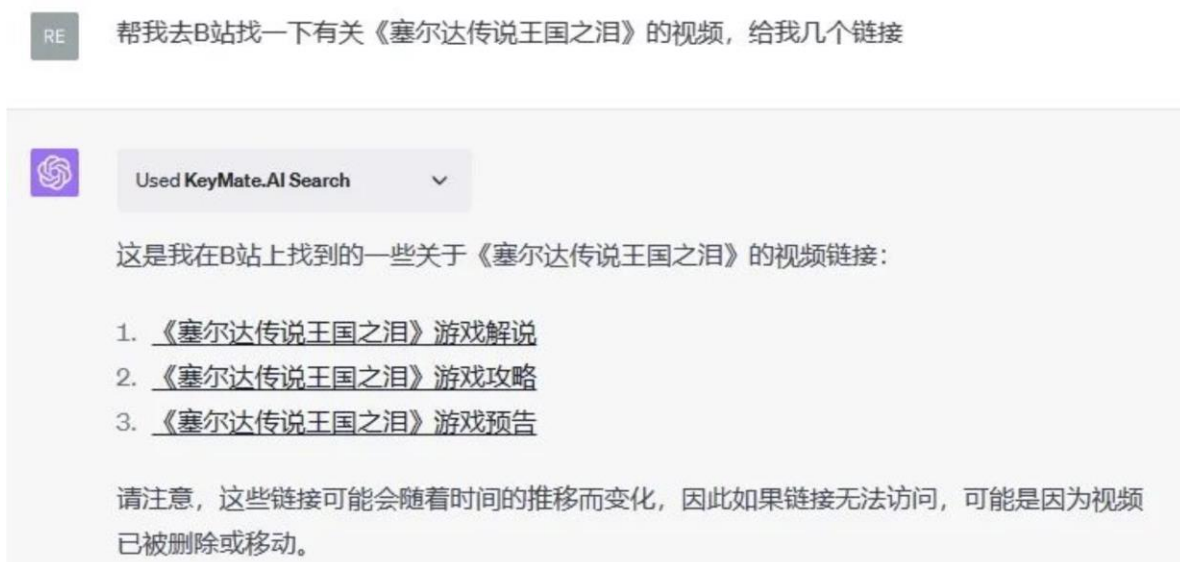 RE
帮我去B站找一下有关《塞尔达传说王国之泪》的视频，给我几个链接
Used KeyMate.AI Search
这是我在B站上找到的一些关于《塞尔达传说王国之泪》的视频链接：
1. 《塞尔达传说王国之泪》游戏解说
2. 《塞尔达传说王国之泪》游戏攻略
3. 《塞尔达传说王国之泪》游戏预告
请注意，这些链接可能会随着时间的推移而变化，因此如果链接无法访问，可能是因为视频
已被删除或移动。